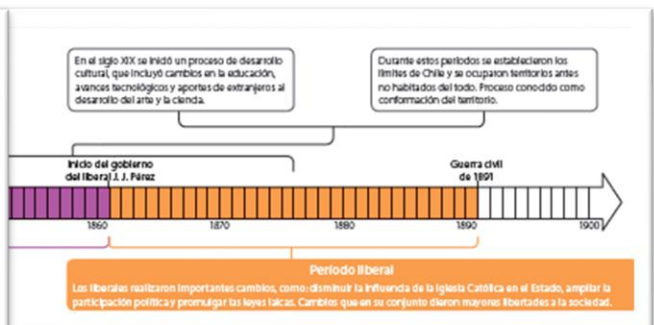 En el siglo XIX se inició un proceso de desarrollo
cultural, que incluyó cambios en la educación,
avances tecnológicos y aportes de extranjeros al
desarrollo del arte y la ciencia.
Durante estos períodos se establecieron los
límites de Chile y se ocuparon territorios antes
no habitados del todo. Proceso conocido como
conformación del territorio.
Inicio del gobierno
del liberal J. J. Pérez
Guerra civil
de 1891
1860
1870
1880
1890
1900
Período liberal
Los liberales realizaron importantes cambios, como: disminuir la influencia de la Iglesia Católica en el Estado, ampliar la
participación política y promulgar las leyes laicas. Cambios que en su conjunto dieron mayores libertades a la sociedad.